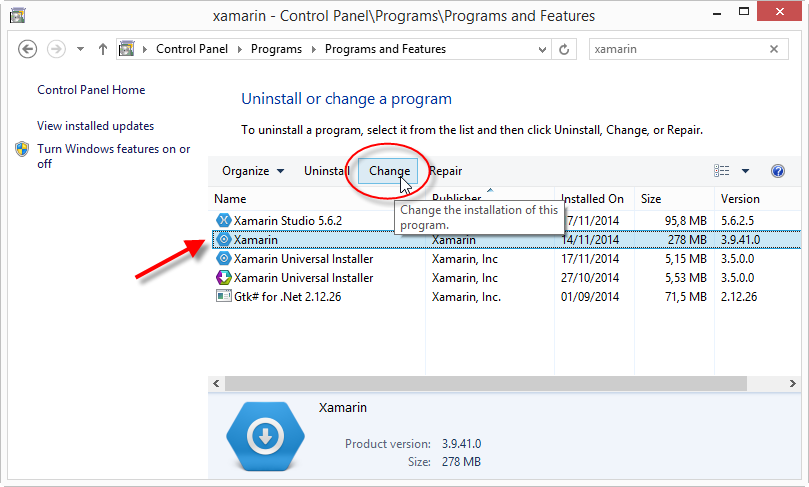 xamarin - Control Panel\Programs\Programs and Features
Control Panel Programs Programs and Features xamarin
Control Panel Home
View installed updates
Turn Windows features on or
off
Uninstall or change a program
To uninstall a program, select it from the list and then click Uninstall, Change, or Repair.
Organize Uninstall Change Repair
Name Publisher Installed On Size Version
Xamarin Studio 5.6.2 7/11/2014 95,8 MB 5.6.2.5
Xamarin Xamarin 14/11/2014 278 MB 3.9.41.0
Xamarin Universal Installer Xamarin, Inc 17/11/2014 5,15 MB 3.5.0.0
Xamarin Universal Installer Xamarin, Inc 27/10/2014 5,53 MB 3.5.0.0
Gtk# for .Net 2.12.26 Xamarin, Inc. 01/09/2014 71,5 MB 2.12.26
Change the installation of this
program.
Xamarin
Product version: 3.9.41.0
Size: 278 MB